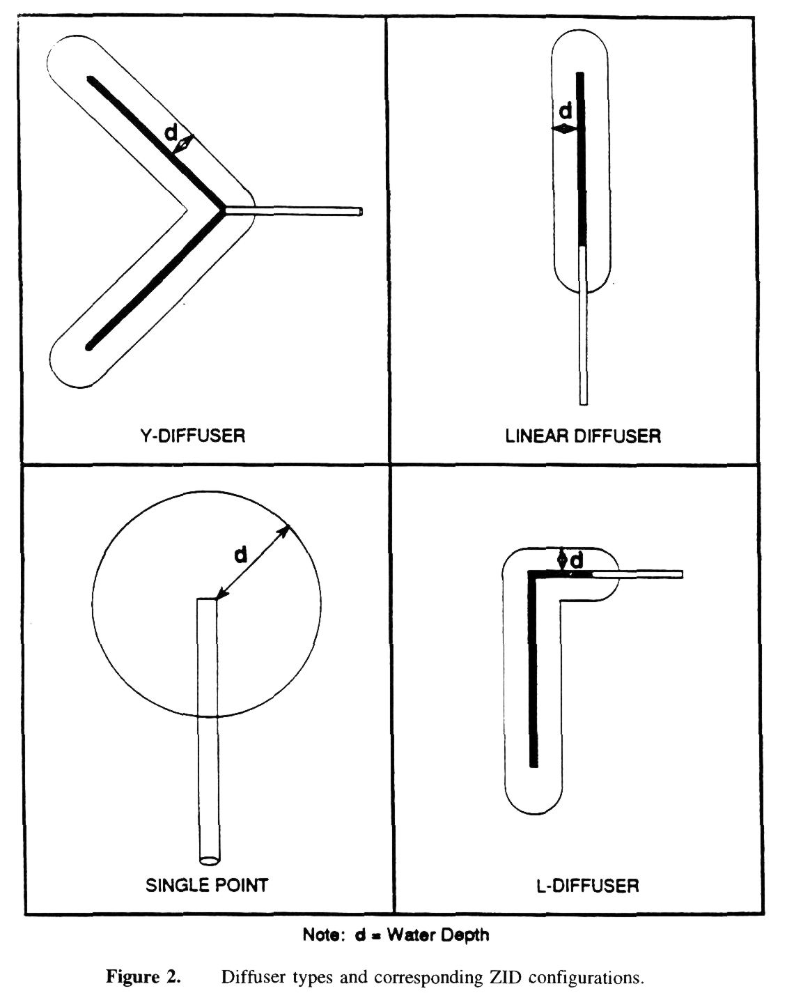 d
d
Y-DIFFUSER
LINEAR DIFFUSER
d
d
SINGLE POINT
L-DIFFUSER
Note: d = Water Depth
Figure 2. Diffuser types and corresponding ZID configurations.